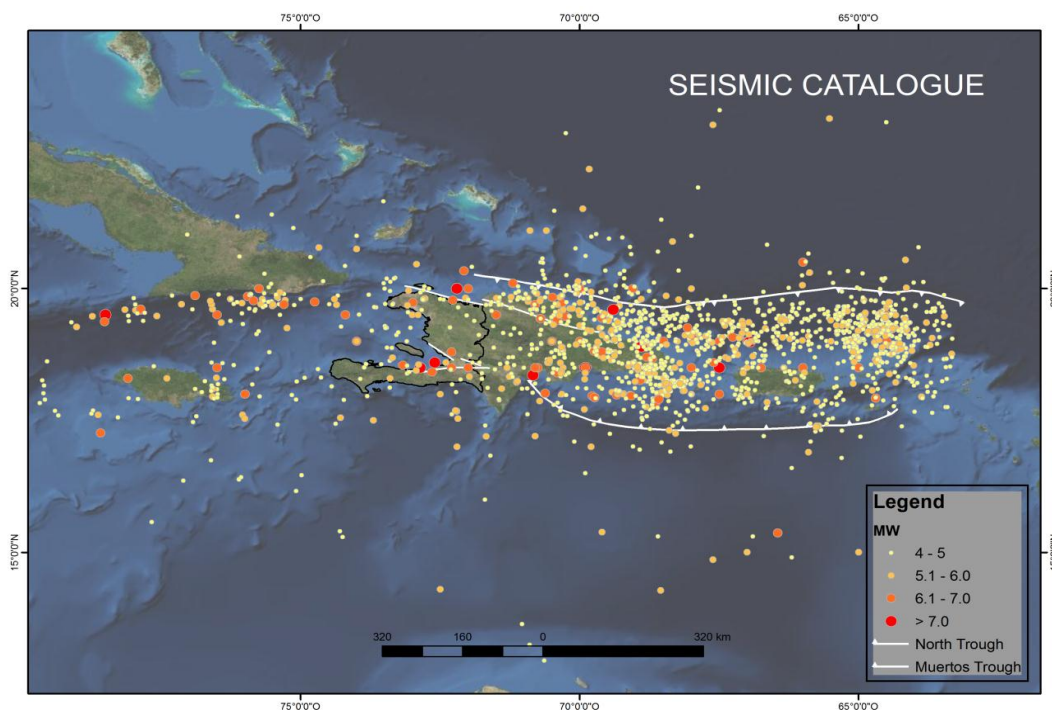 75°0'0"O 70°0'0"O 65°0'0"O
SEISMIC CATALOGUE
20°0'0"N
15°0'0"N
Legend
MW
4 - 5
5.1 - 6.0
6.1 - 7.0
> 7.0
North Trough
Muertos Trough
320 160 0 320 km
75°0'0"O 70°0'0"O 65°0'0"O